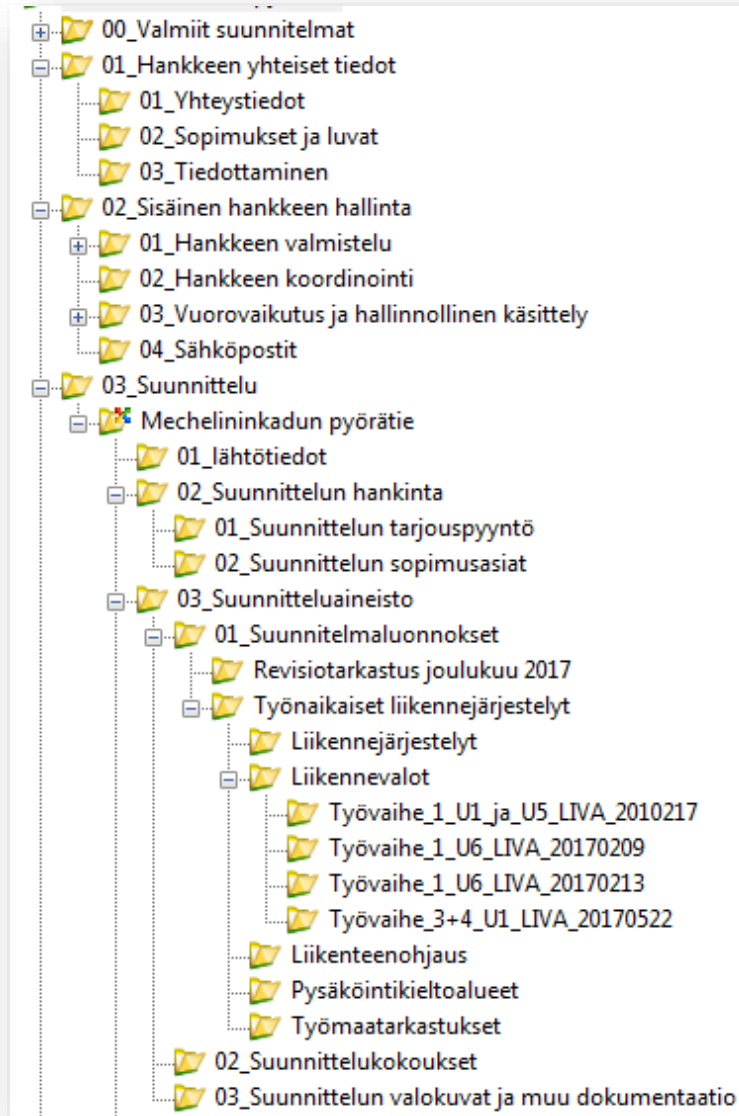 00_Valmiit suunnitelmat
01_Hankkeen yhteiset tiedot
01_Yhteystiedot
02_Sopimukset ja luvat
03_Tiedottaminen
02_Sisäinen hankkeen hallinta
01_Hankkeen valmistelu
02_Hankkeen koordinointi
03_Vuorovaikutus ja hallinnollinen käsittely
04_Sähköpostit
03_Suunnittelu
Mechelininkadun pyörätie
01_lähtötiedot
02_Suunnittelun hankinta
01_Suunnittelun tarjouspyyntö
02_Suunnittelun sopimusasiat
03_Suunnitteluaineisto
01_Suunnitelmaluonnokset
Revisiotarkastus joulukuu 2017
Työnaikaiset liikennejärjestelyt
Liikennejärjestelyt
Liikennevalot
Työvaihe_1_U1_ja_U5_LIVA_2010217
Työvaihe_1_U6_LIVA_20170209
Työvaihe_1_U6_LIVA_20170213
Työvaihe_3+4_U1_LIVA_20170522
Liikenteenohjaus
Pysäköintikieltoalueet
Työmaatarkastukset
02_Suunnittelukokoukset
03_Suunnittelun valokuvat ja muu dokumentaatio